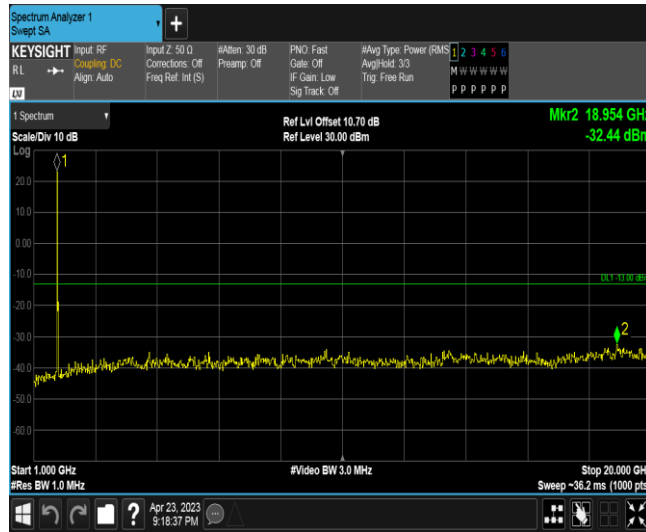 Spectrum Analyzer 1
Swept SA
+
KEYSIGHT
RL
LXI
Input: RF
Coupling: DC
Align: Auto
Input Z: 50 Ω
Corrections: Off
Freq Ref: Int (S)
#Atten: 30 dB
Preamp: Off
PNO: Fast
Gate: Off
IF Gain: Low
Sig Track: Off
#Avg Type: Power (RMS
Avg|Hold: 3/3
Trig: Free Run
1 2 3 4 5 6
M W W W W W
P P P P P P
1 Spectrum
Scale/Div 10 dB
Log
Ref Lvl Offset 10.70 dB
Ref Level 30.00 dBm
Mkr2 18.954 GHz
-32.44 dBm
1
20.0
10.0
0.00
-10.0
DL1 -13.00 dBm
-20.0
-30.0
2
-40.0
-50.0
-60.0
Start 1.000 GHz
#Res BW 1.0 MHz
#Video BW 3.0 MHz
Stop 20.000 GHz
Sweep ~36.2 ms (1000 pts)
?
Apr 23, 2023
9:18:37 PM